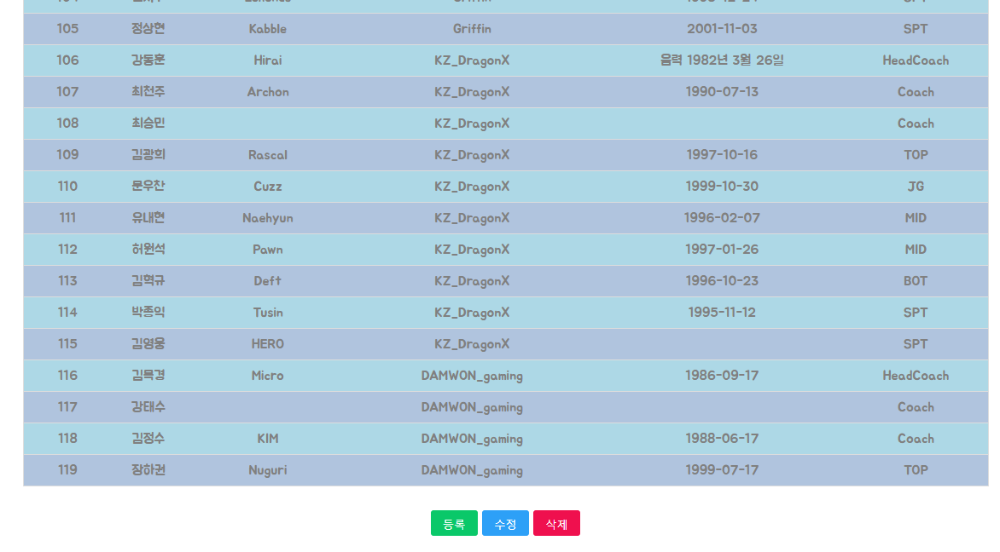 105 정상현 Kabble Griffin 2001-11-03 SPT
106 강동훈 Hirai KZ_DragonX 음력 1982년 3월 26일 HeadCoach
107 최천주 Archon KZ_DragonX 1990-07-13 Coach
108 최승민 KZ_DragonX Coach
109 김광희 Rascal KZ_DragonX 1997-10-16 TOP
110 문우찬 Cuzz KZ_DragonX 1999-10-30 JG
111 유내현 Naehyun KZ_DragonX 1996-02-07 MID
112 허원석 Pawn KZ_DragonX 1997-01-26 MID
113 김혁규 Deft KZ_DragonX 1996-10-23 BOT
114 박종익 Tusin KZ_DragonX 1995-11-12 SPT
115 김영웅 HERO KZ_DragonX SPT
116 김목경 Micro DAMWON_gaming 1986-09-17 HeadCoach
117 강태수 DAMWON_gaming Coach
118 김정수 KIM DAMWON_gaming 1988-06-17 Coach
119 장하권 Nuguri DAMWON_gaming 1999-07-17 TOP
등록 수정 삭제